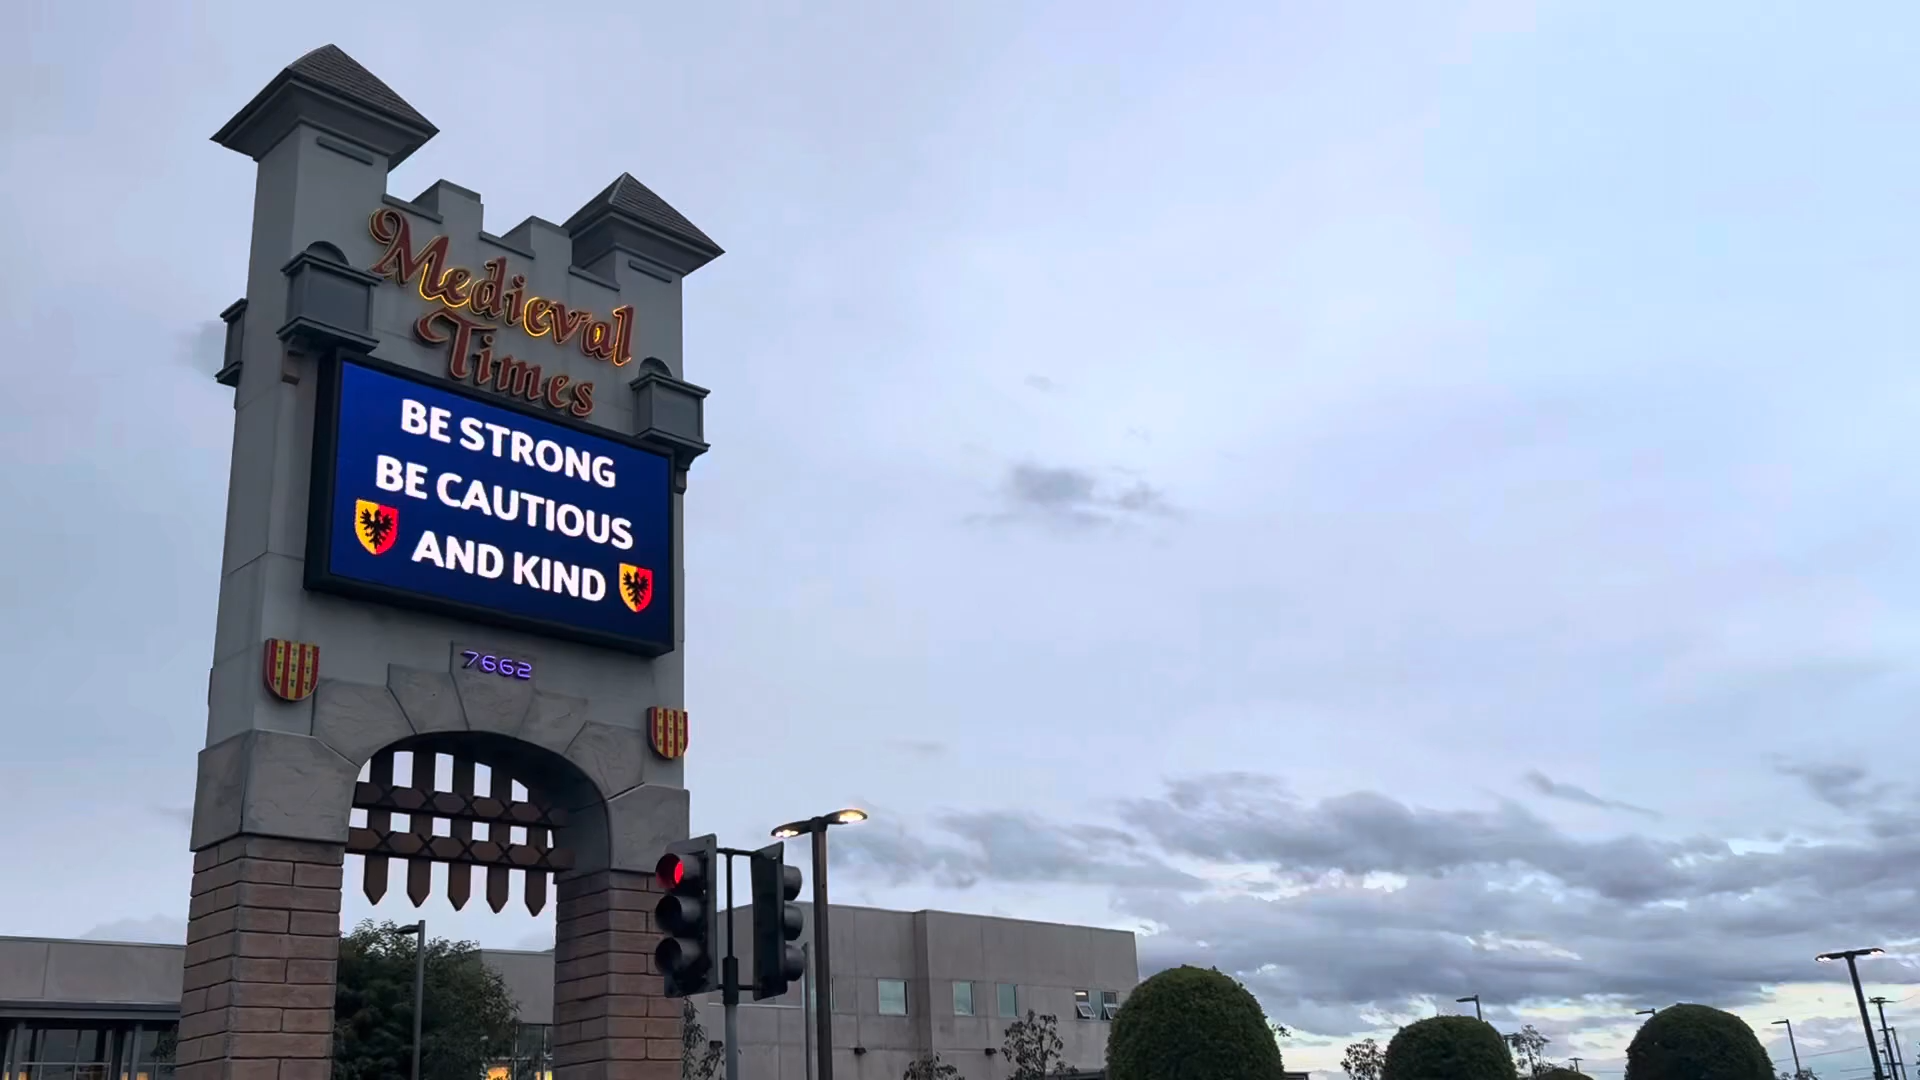 Medieval
Times
BE STRONG
BE CAUTIOUS
AND KIND
7662